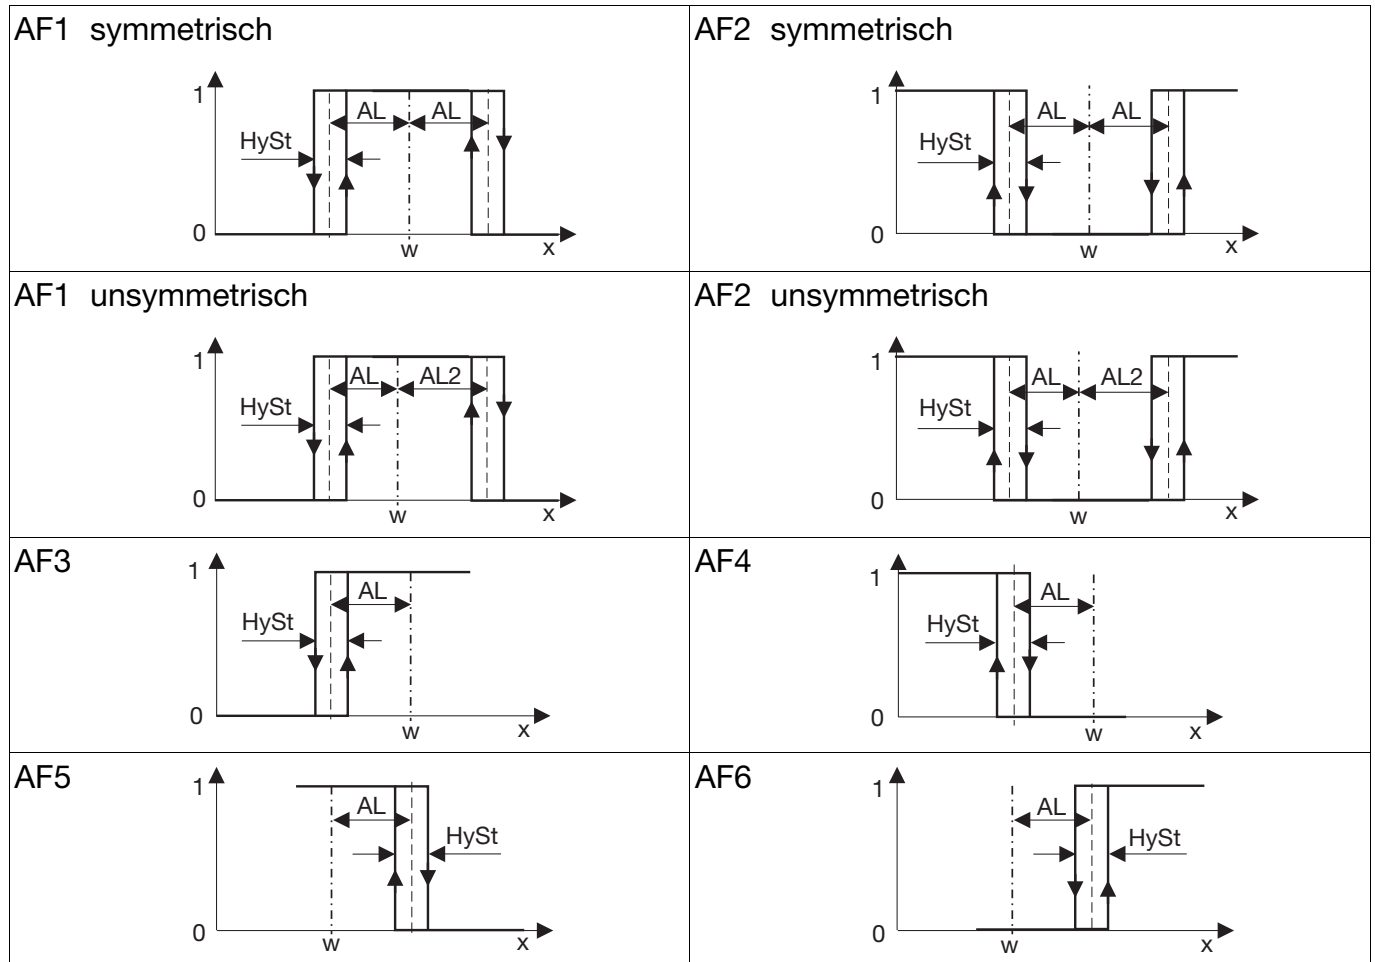 AF1 symmetrisch
1
AL AL
HySt
0
w
x
AF2 symmetrisch
1
AL AL
HySt
0
w
x
AF1 unsymmetrisch
1
AL AL2
HySt
0
w
x
AF2 unsymmetrisch
1
AL AL2
HySt
0
w
x
AF3
1
AL
HySt
0
w
x
AF4
1
AL
HySt
0
w
x
AF5
1
AL
HySt
0
w
x
AF6
1
AL
HySt
0
w
x